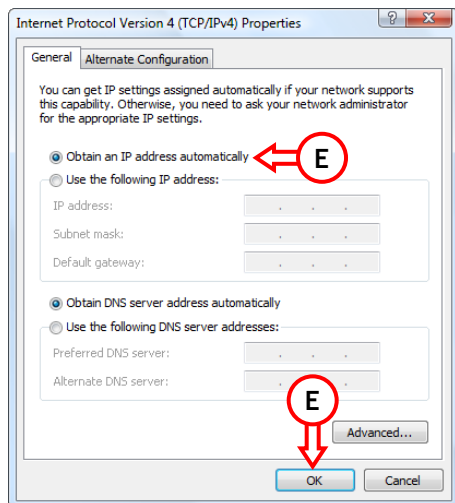 Internet Protocol Version 4 (TCP/IPv4) Properties
General Alternate Configuration
You can get IP settings assigned automatically if your network supports
this capability. Otherwise, you need to ask your network administrator
for the appropriate IP settings.
Obtain an IP address automatically E
Use the following IP address:
IP address: . . .
Subnet mask: . . .
Default gateway: . . .
Obtain DNS server address automatically
Use the following DNS server addresses:
Preferred DNS server: . . .
Alternate DNS server: . . .
E
Advanced...
OK Cancel